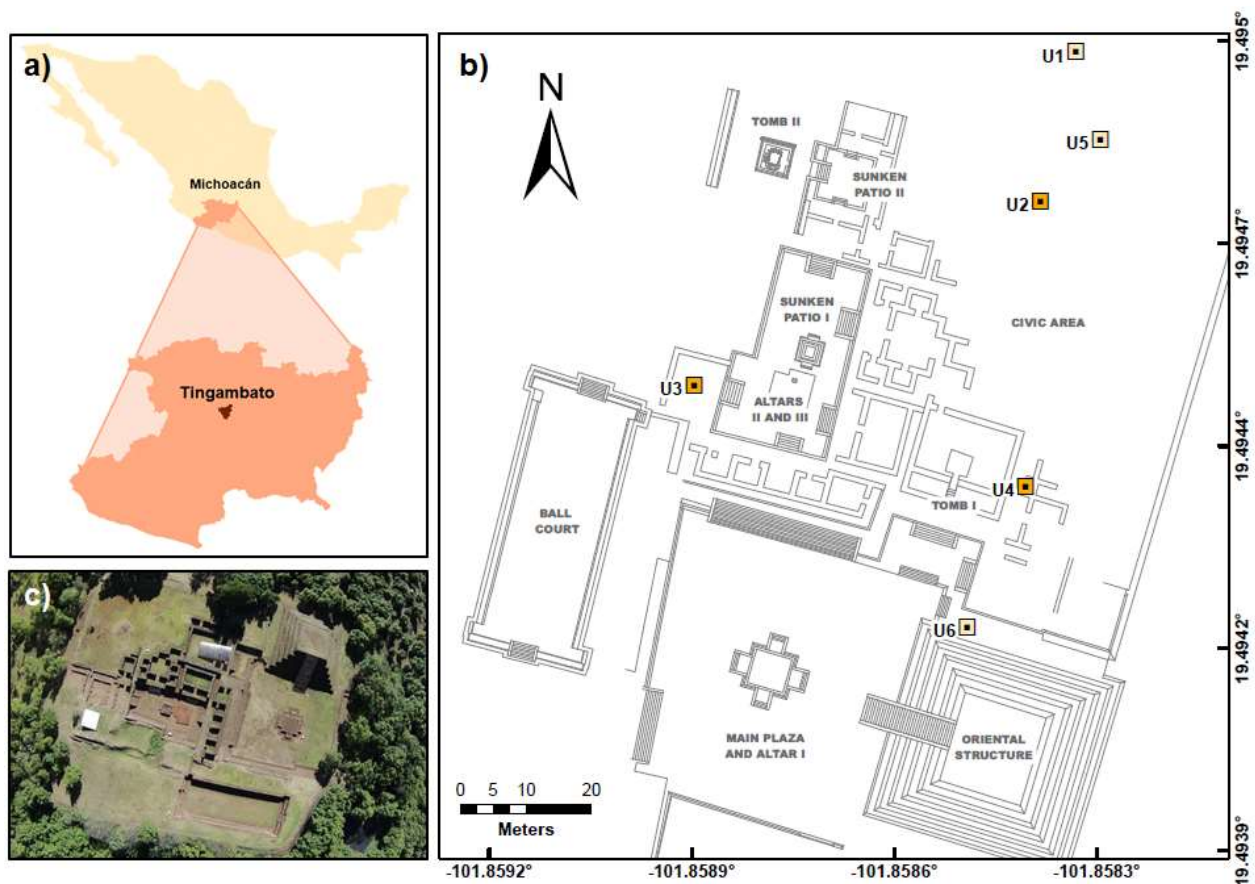 a)
Michoacán
Tingambato
b)
N
U1
U5
U2
TOMB II
SUNKEN
PATIO II
SUNKEN
PATIO I
CIVIC AREA
U3
ALTARS
II AND III
U4
TOMB I
BALL
COURT
U6
MAIN PLAZA
AND ALTAR I
ORIENTAL
STRUCTURE
0 5 10 20
Meters
19.495°
19.4947°
19.4944°
19.4942°
19.4939°
-101.8592° -101.8589° -101.8586° -101.8583°
c)